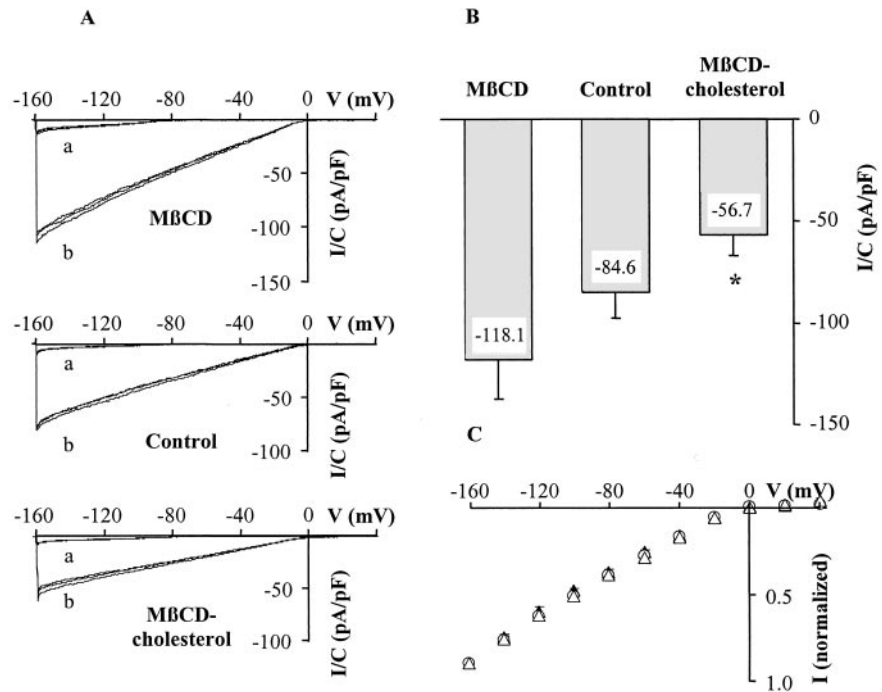 A
V (mV)
-160 -120 -80 -40 0
a
b
MßCD
I/C (pA/pF)
-50
-100
-150
V (mV)
-160 -120 -80 -40 0
a
b
Control
I/C (pA/pF)
-50
-100
V (mV)
-160 -120 -80 -40 0
a
b
MßCD-
cholesterol
I/C (pA/pF)
-50
-100
B
MßCD
Control
MßCD-
cholesterol
0
-50
-100
-150
I/C (pA/pF)
-118.1
-84.6
-56.7
*
C
V (mV)
-160 -120 -80 -40 0
0.5
1.0
I (normalized)